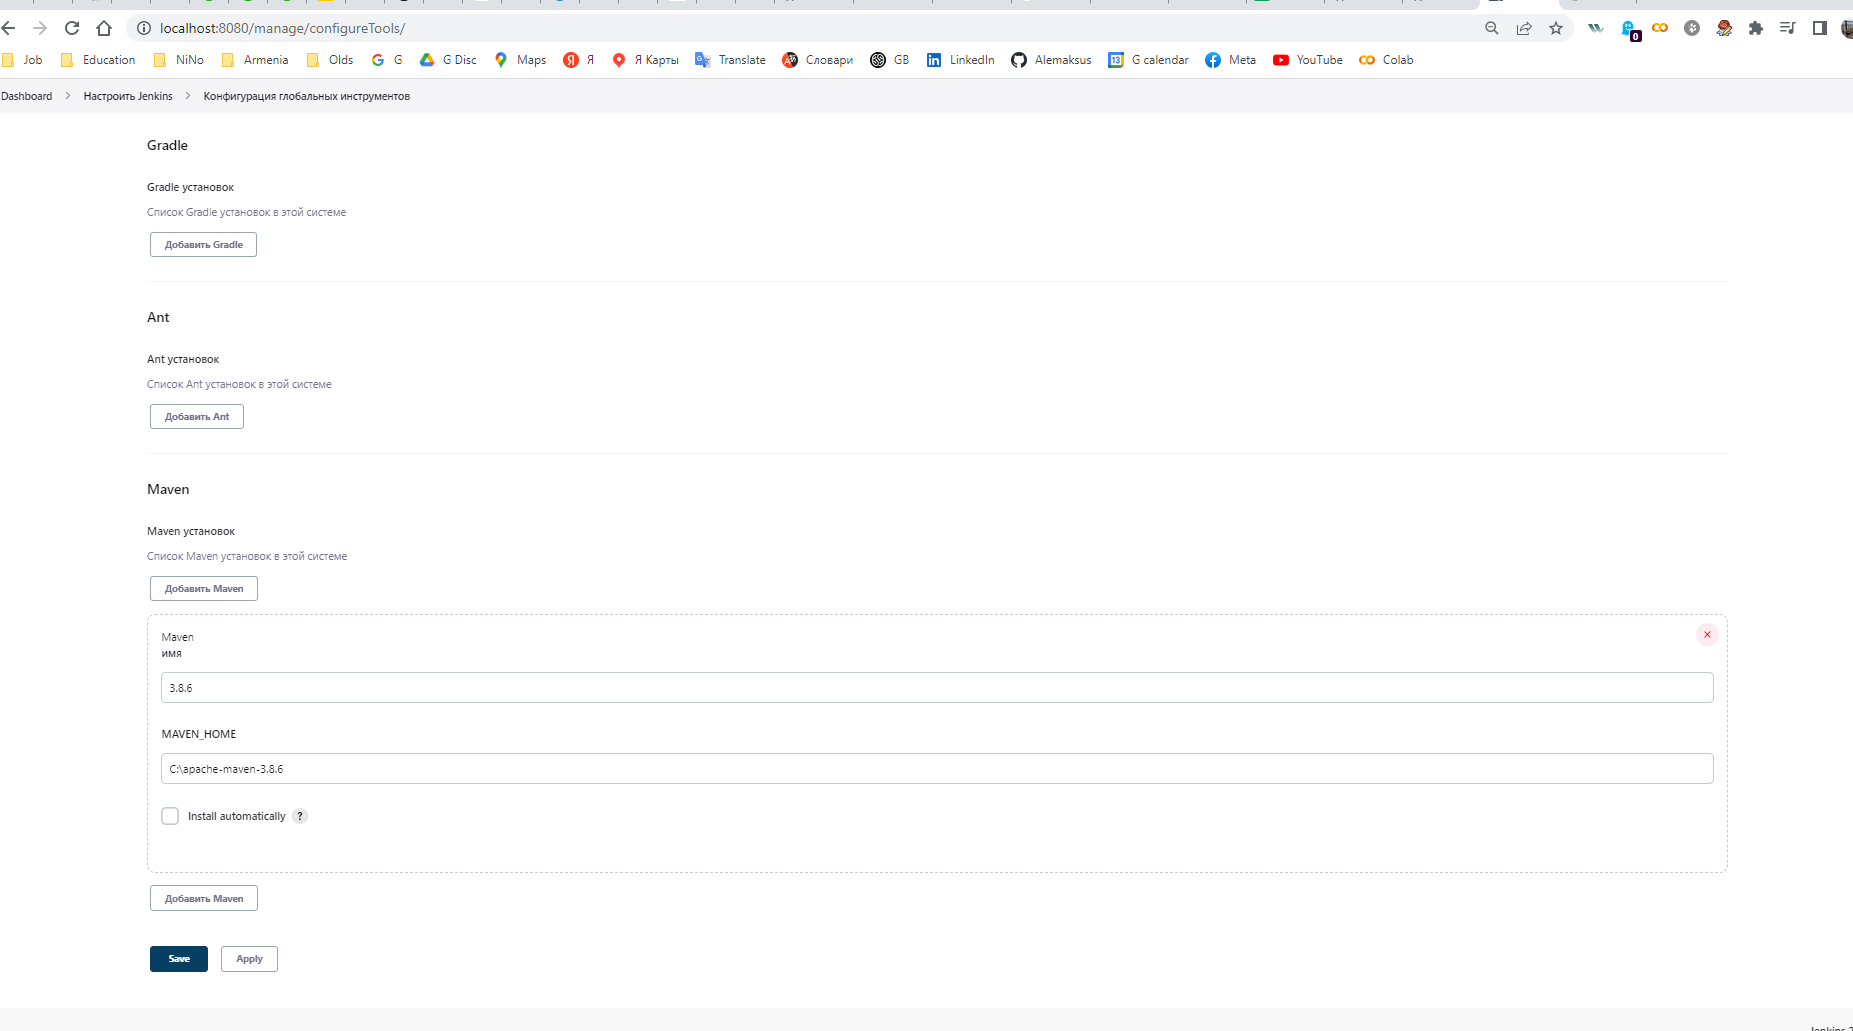 localhost:8080/manage/configureTools/
0
Job Education NiNo Armenia Olds G G Disc Maps Я Я Карты Translate Словари GB LinkedIn Alemaksus 13 G calendar Meta YouTube Colab
Dashboard > Настроить Jenkins > Конфигурация глобальных инструментов
Gradle
Gradle установок
Список Gradle установок в этой системе
Добавить Gradle
Ant
Ant установок
Список Ant установок в этой системе
Добавить Ant
Maven
Maven установок
Список Maven установок в этой системе
Добавить Maven
Maven
имя
3.8.6
MAVEN_HOME
C:\apache-maven-3.8.6
Install automatically ?
Добавить Maven
Save Apply